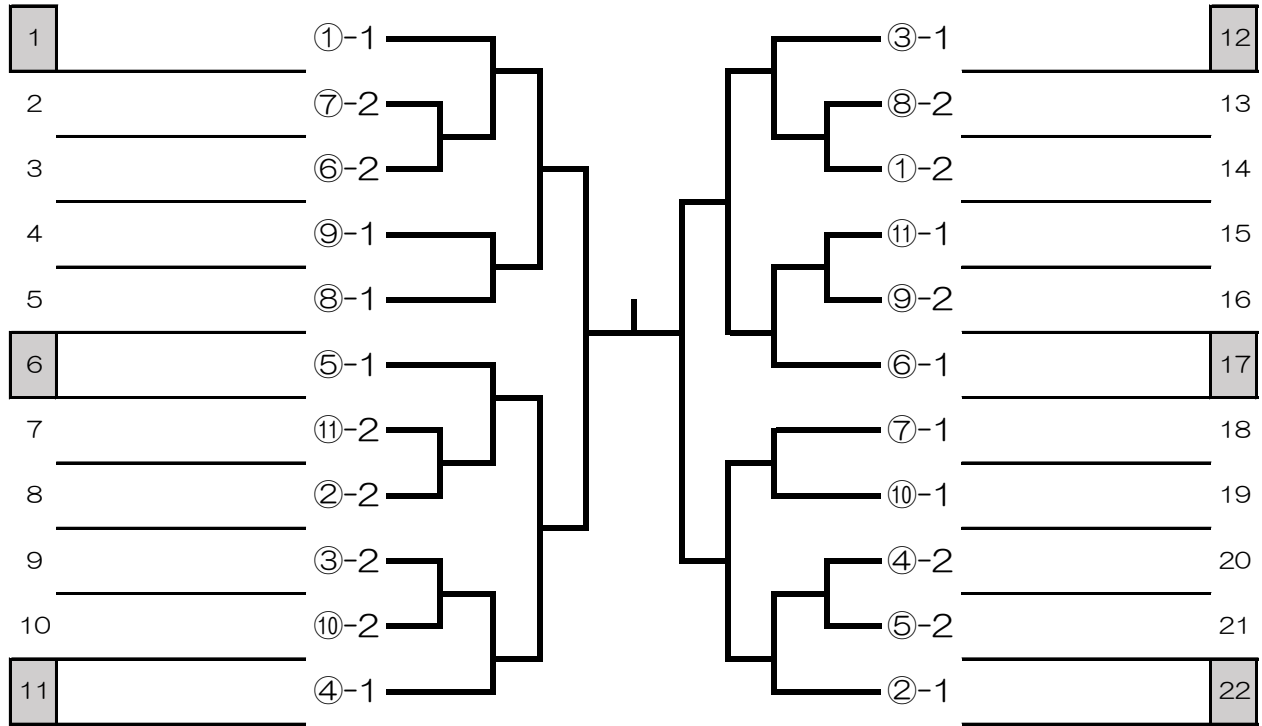 1 ①-1 ③-1 12
2 ⑦-2 ⑧-2 13
3 ⑥-2 ①-2 14
4 ⑨-1 ⑪-1 15
5 ⑧-1 ⑨-2 16
6 ⑤-1 ⑥-1 17
7 ⑪-2 ⑦-1 18
8 ②-2 ⑩-1 19
9 ③-2 ④-2 20
10 ⑩-2 ⑤-2 21
11 ④-1 ②-1 22